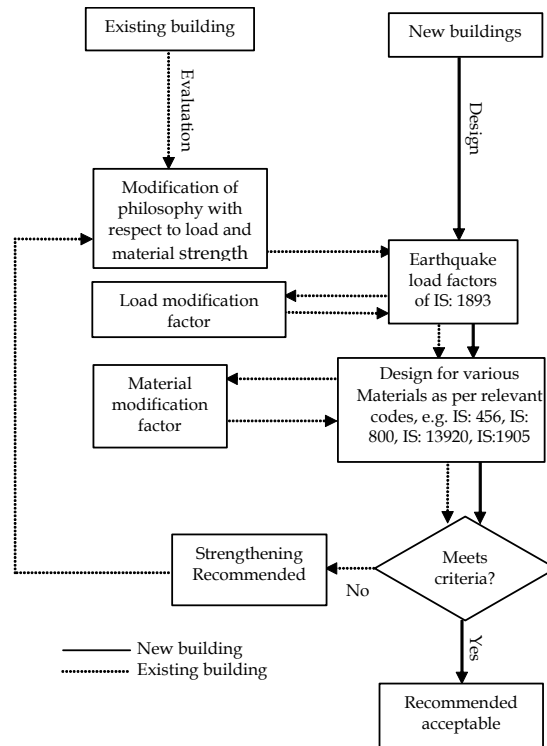 Existing building
New buildings
Evaluation
Design
Modification of
philosophy with
respect to load and
material strength
Earthquake
load factors
of IS: 1893
Load modification
factor
Design for various
Materials as per relevant
codes, e.g. IS: 456, IS:
800, IS: 13920, IS:1905
Material
modification
factor
Meets
criteria?
Strengthening
Recommended
No
New building
Existing building
Yes
Recommended
acceptable